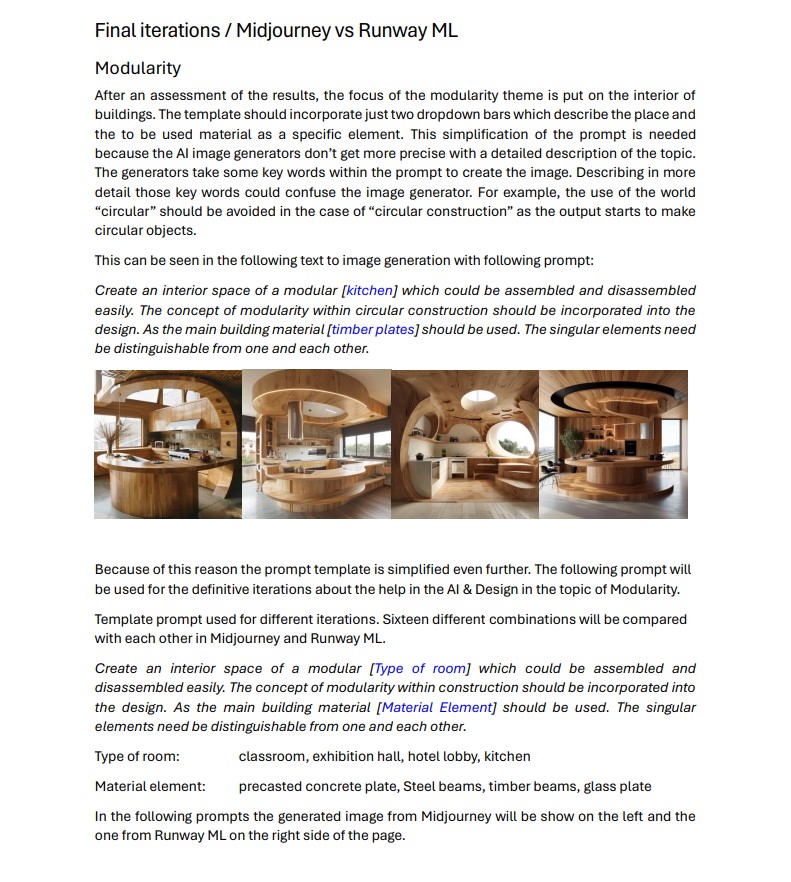 Final iterations / Midjourney vs Runway ML
Modularity
After an assessment of the results, the focus of the modularity theme is put on the interior of
buildings. The template should incorporate just two dropdown bars which describe the place and
the to be used material as a specific element. This simplification of the prompt is needed
because the AI image generators don’t get more precise with a detailed description of the topic.
The generators take some key words within the prompt to create the image. Describing in more
detail those key words could confuse the image generator. For example, the use of the world
“circular” should be avoided in the case of “circular construction” as the output starts to make
circular objects.
This can be seen in the following text to image generation with following prompt:
Create an interior space of a modular [kitchen] which could be assembled and disassembled
easily. The concept of modularity within circular construction should be incorporated into the
design. As the main building material [timber plates] should be used. The singular elements need
be distinguishable from one and each other.
Because of this reason the prompt template is simplified even further. The following prompt will
be used for the definitive iterations about the help in the AI & Design in the topic of Modularity.
Template prompt used for different iterations. Sixteen different combinations will be compared
with each other in Midjourney and Runway ML.
Create an interior space of a modular [Type of room] which could be assembled and
disassembled easily. The concept of modularity within construction should be incorporated into
the design. As the main building material [Material Element] should be used. The singular
elements need be distinguishable from one and each other.
Type of room: classroom, exhibition hall, hotel lobby, kitchen
Material element: precasted concrete plate, Steel beams, timber beams, glass plate
In the following prompts the generated image from Midjourney will be show on the left and the
one from Runway ML on the right side of the page.